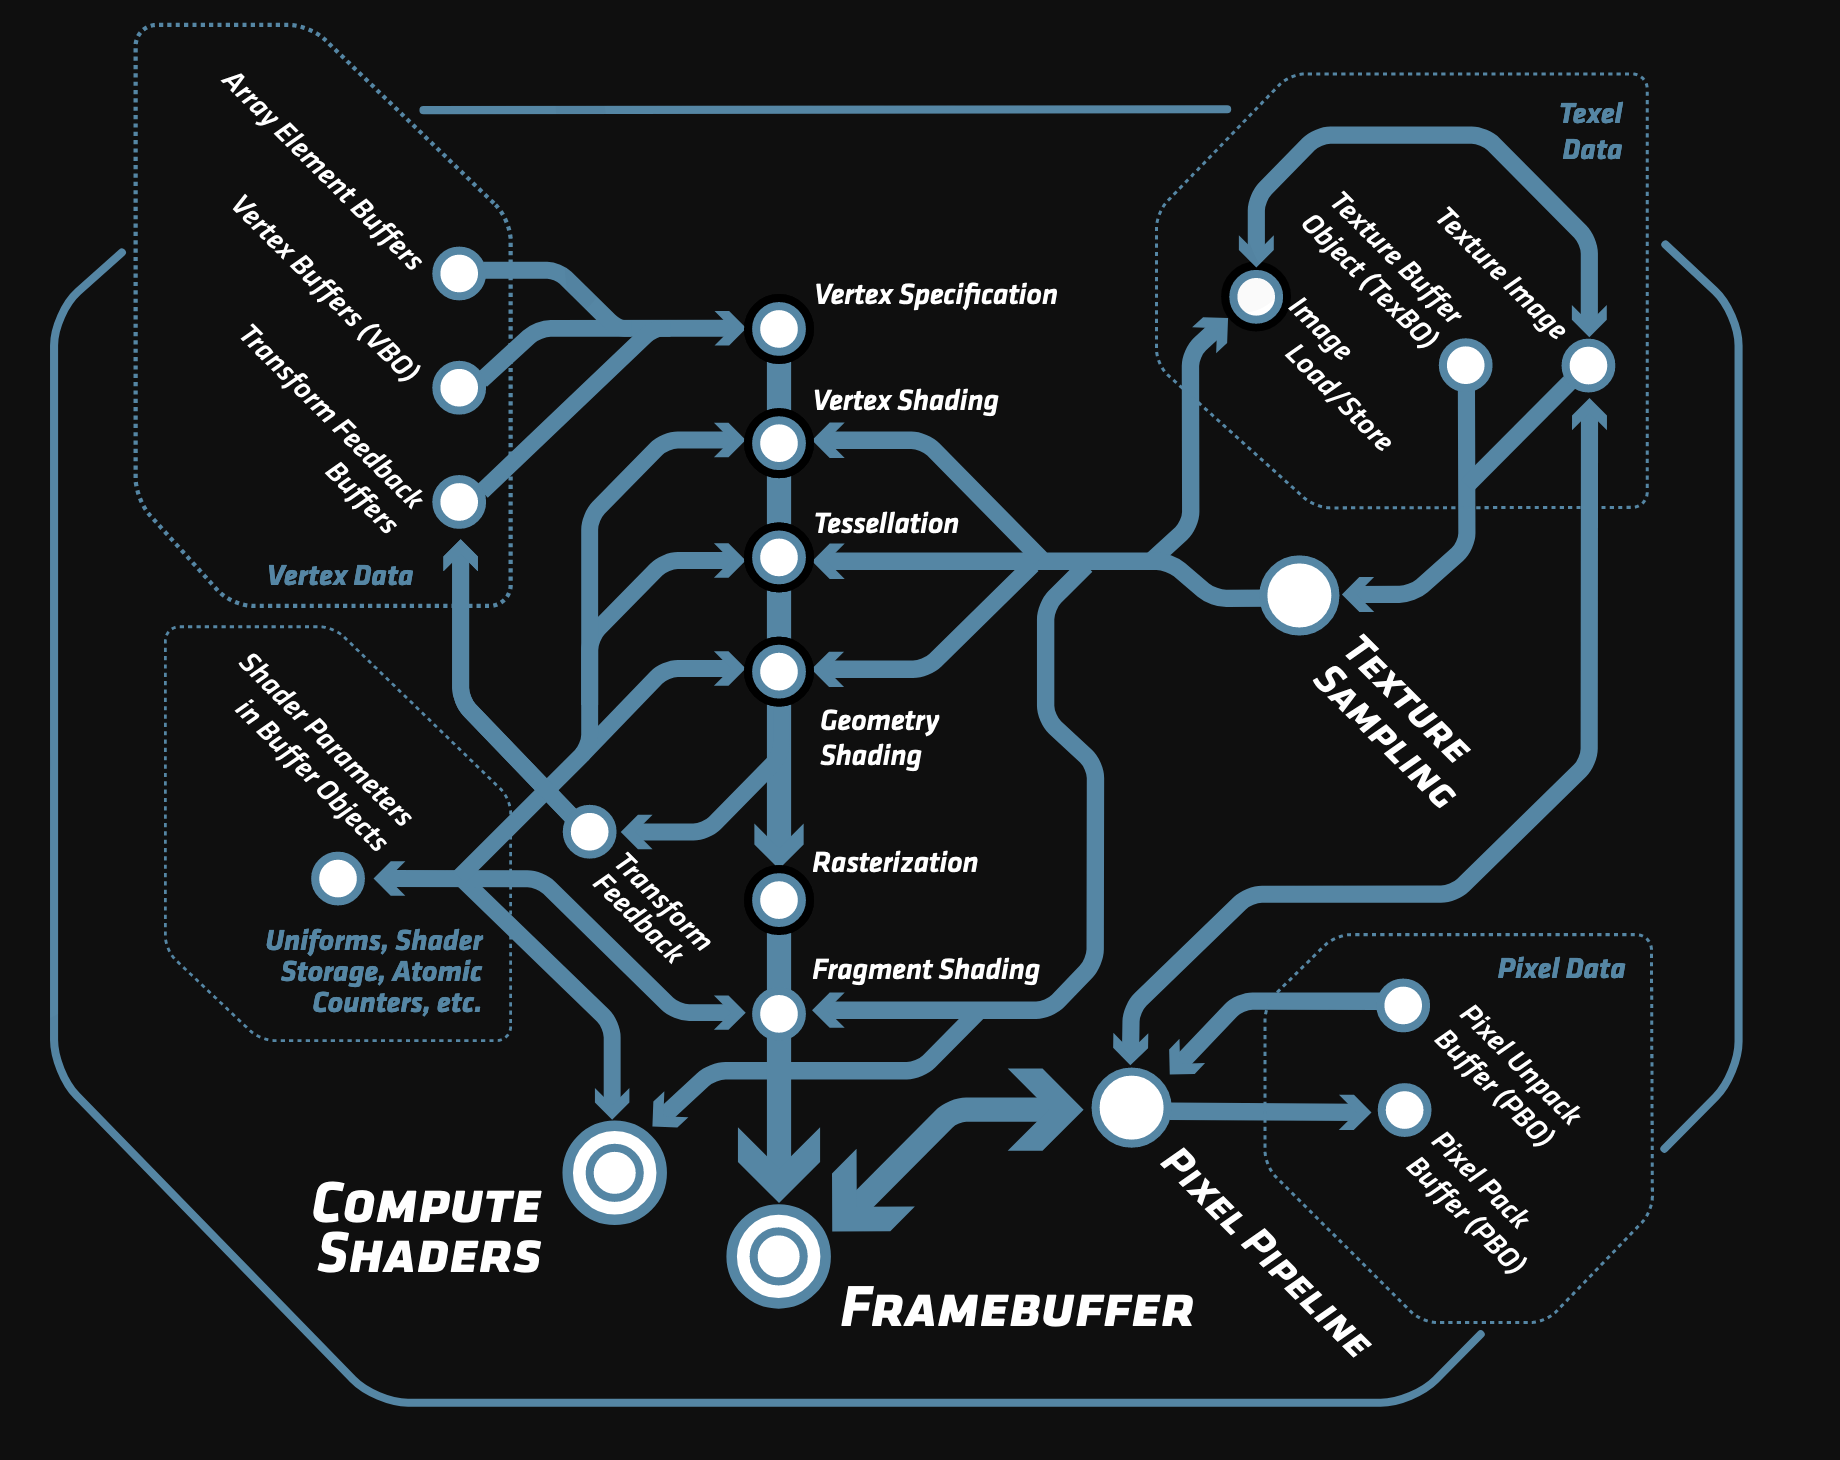 Array Element Buffers
Vertex Buffers (VBO)
Transform Feedback
Buffers
Vertex Data
Vertex Specification
Vertex Shading
Tessellation
Geometry
Shading
Rasterization
Fragment Shading
Texel
Data
Texture Buffer
Object (TexBO)
Texture Image
Image
Load/Store
Texture
Sampling
Shader Parameters
in Buffer Objects
Uniforms, Shader
Storage, Atomic
Counters, etc.
Transform
Feedback
Pixel Data
Pixel Unpack
Buffer (PBO)
Pixel Pack
Buffer (PBO)
Pixel Pipeline
Compute
Shaders
Framebuffer